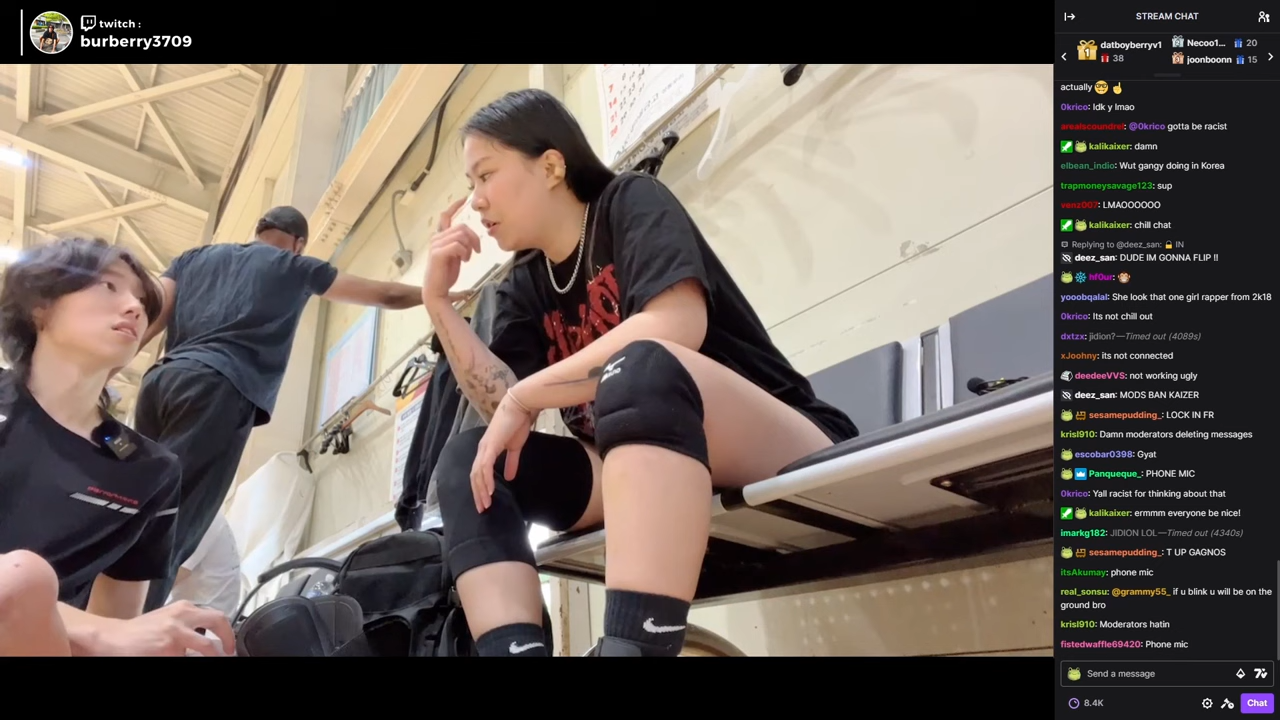 twitch :
burberry3709
STREAM CHAT
datboyberryv1
38
Necoo1... 20
joonboonn 15
actually
0krico: Idk y lmao
arealscoundrel: @0krico gotta be racist
kalikaixer: damn
elbean_indio: Wut gangy doing in Korea
trapmoneysavage123: sup
vanz007: LMAOOOOOO
kalikaixer: chill chat
Replying to @deez_san: IN
deez_san: DUDE IM GONNA FLIP !!
hf0ur:
yooobqalal: She look that one girl rapper from 2k18
0krico: Its not chill out
dxtzx: jidion?—Timed out (4089s)
xJoohny: its not connected
deedeeVVS: not working ugly
deez_san: MODS BAN KAIZER
sesamepudding_: LOCK IN FR
krisl910: Damn moderators deleting messages
escobar0398: Gyat
Panqueque_: PHONE MIC
0krico: Yall racist for thinking about that
kalikaixer: ermmm everyone be nice!
imarkg182: JIDION LOL—Timed out (4340s)
sesamepudding_: T UP GAGNOS
itsAkumay: phone mic
real_sonsu: @grammy55_ if u blink u will be on the
ground bro
krisl910: Moderators hatin
fistedwaffle69420: Phone mic
Send a message
8.4K
Chat